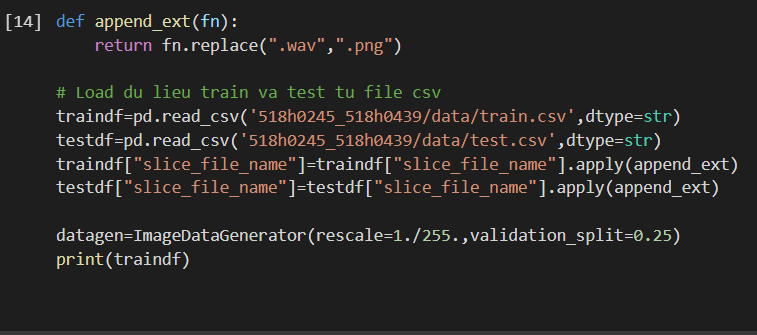 [14] def append_ext(fn):
    return fn.replace(".wav",".png")
# Load du lieu train va test tu file csv
traindf=pd.read_csv('518h0245_518h0439/data/train.csv',dtype=str)
testdf=pd.read_csv('518h0245_518h0439/data/test.csv',dtype=str)
traindf["slice_file_name"]=traindf["slice_file_name"].apply(append_ext)
testdf["slice_file_name"]=testdf["slice_file_name"].apply(append_ext)
datagen=ImageDataGenerator(rescale=1./255.,validation_split=0.25)
print(traindf)